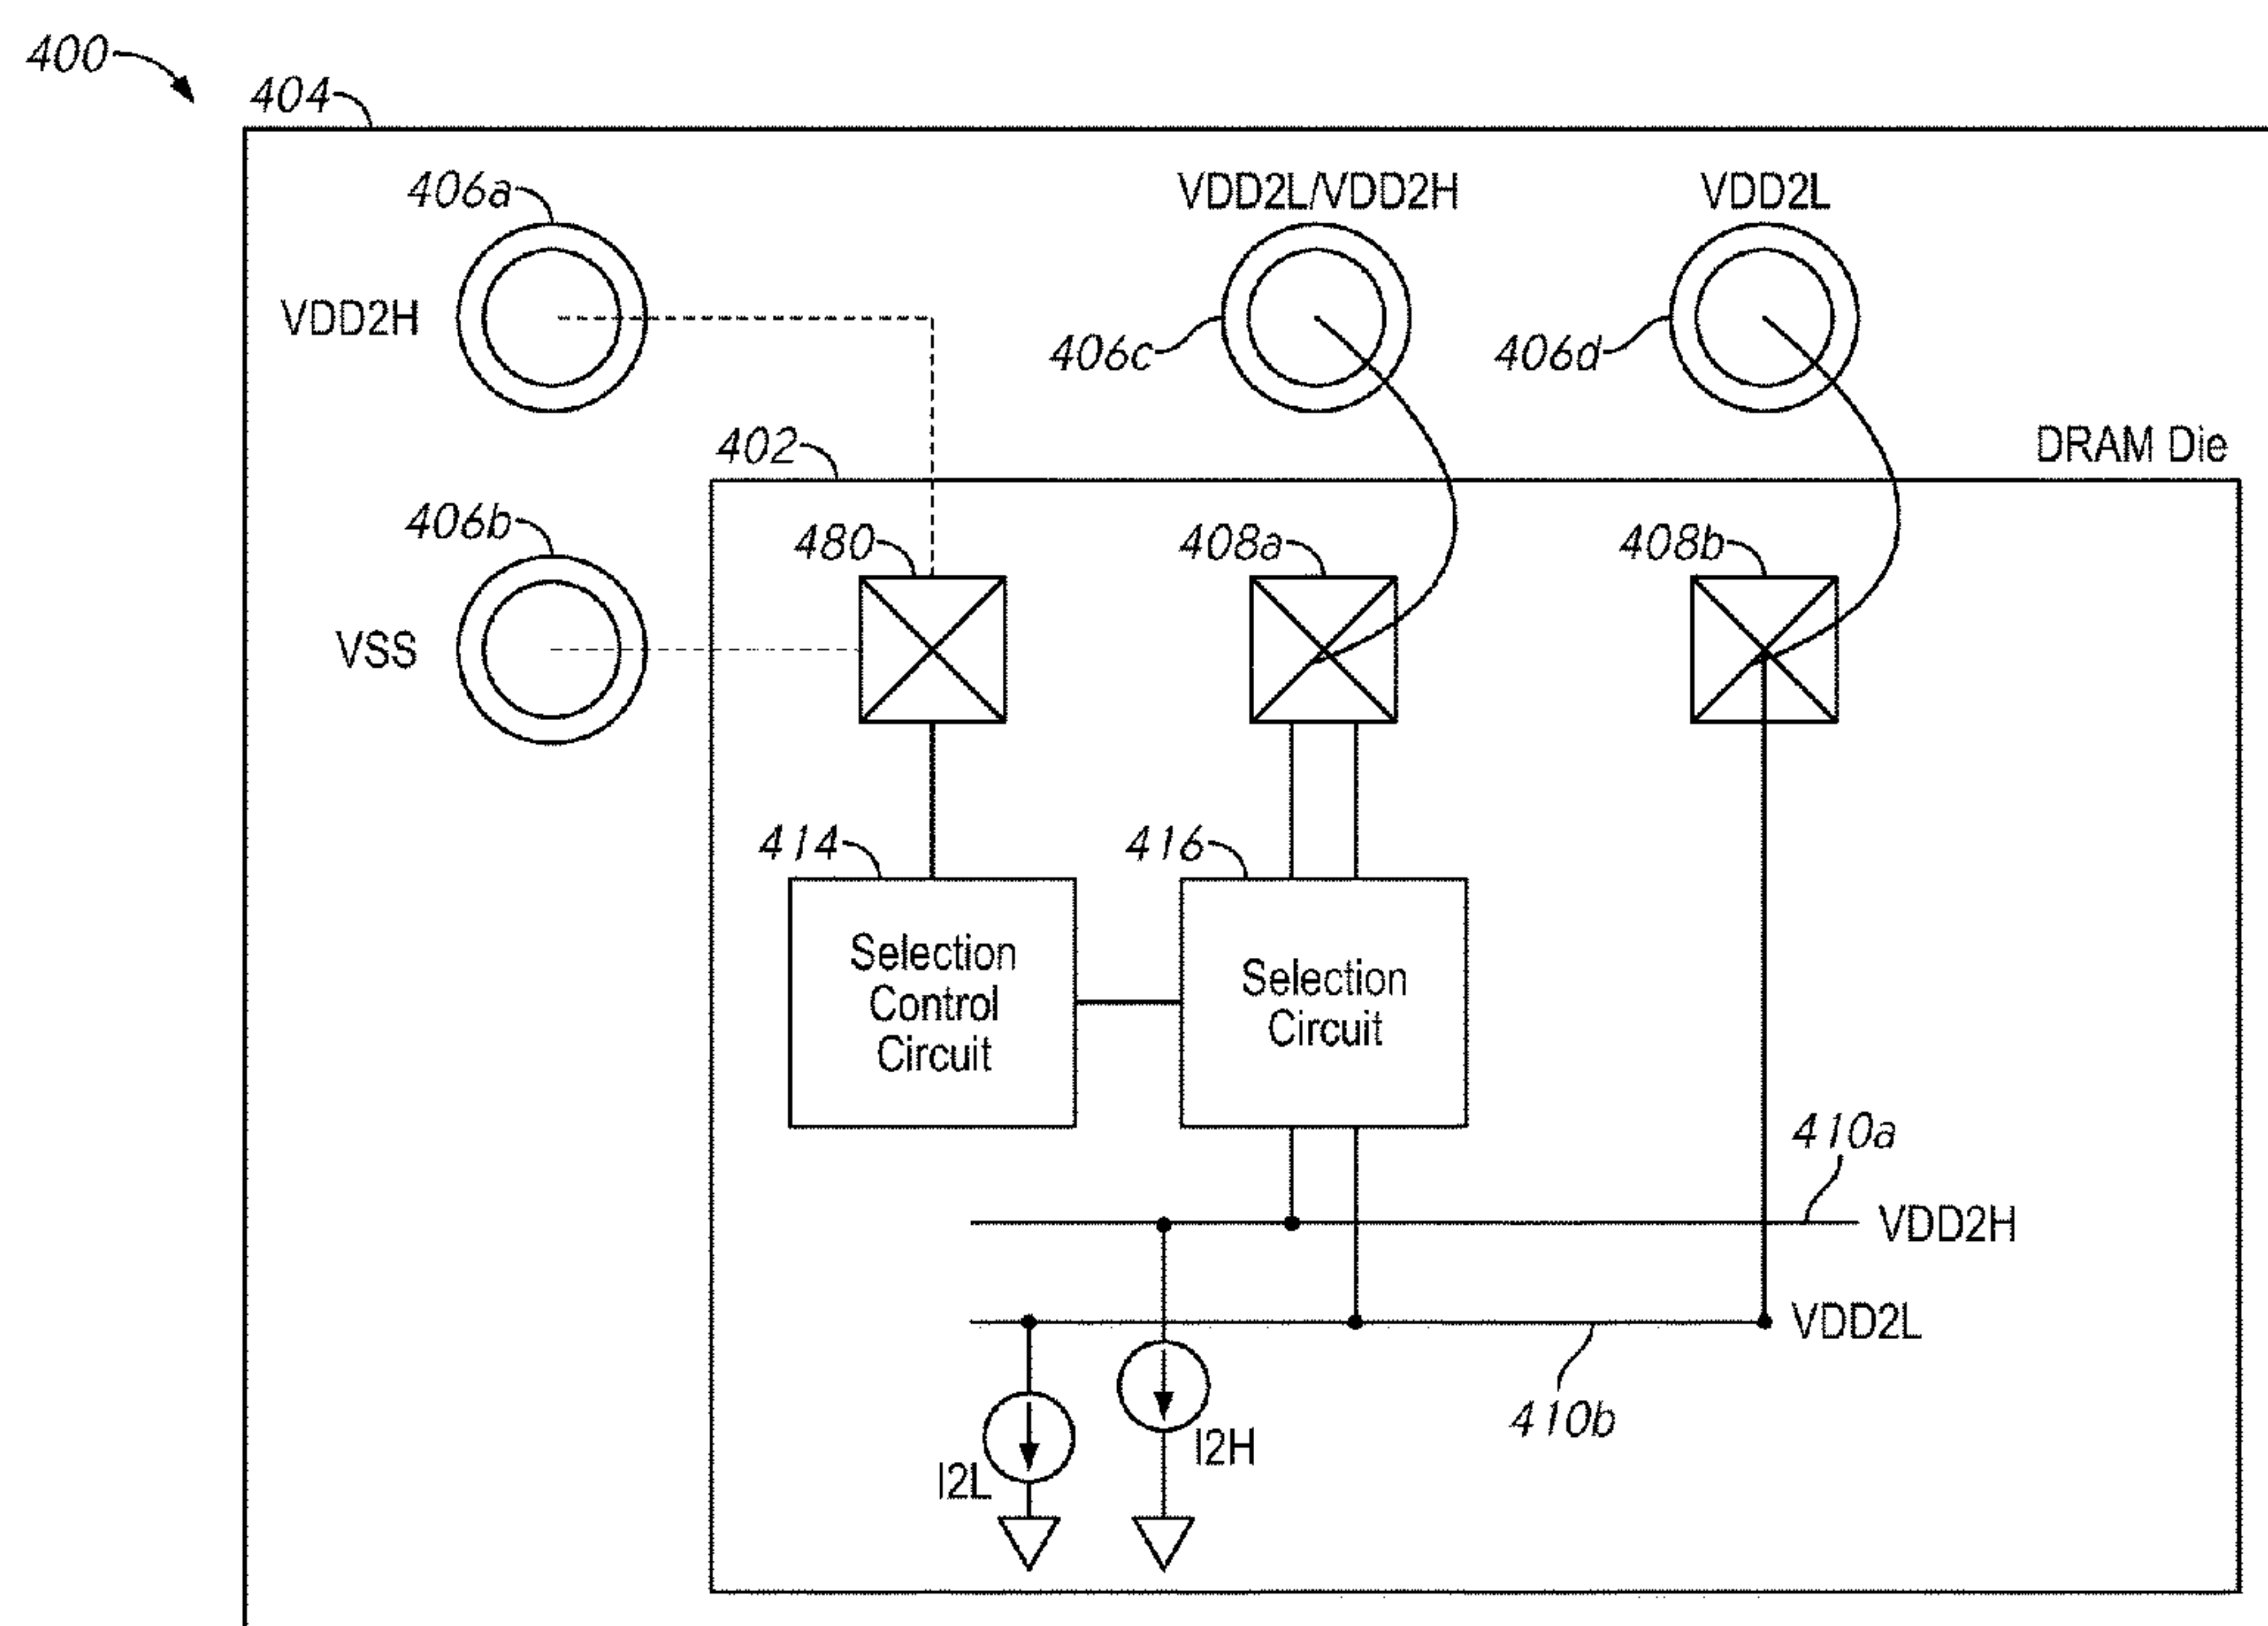 400
404
406a
VDD2L/VDD2H
VDD2L
VDD2H
406c
406d
402
DRAM Die
406b
480
408a
408b
VSS
414
416
Selection
Control
Circuit
Selection
Circuit
410a
VDD2H
VDD2L
410b
I2H
I2L